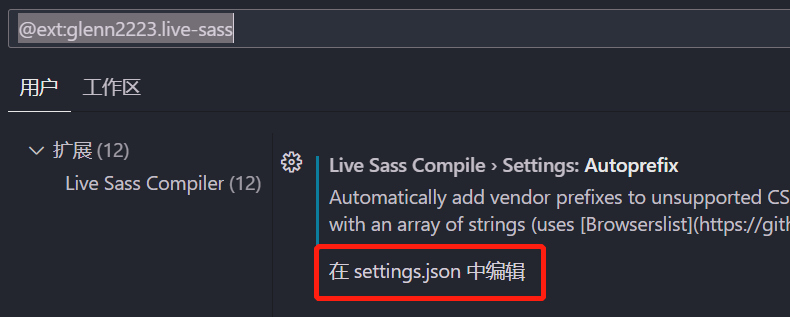 @ext:glenn2223.live-sass
用户 工作区
扩展 (12)
Live Sass Compiler (12)
Live Sass Compile › Settings: Autoprefix
Automatically add vendor prefixes to unsupported CS
with an array of strings (uses [Browserslist](https://gith
在 settings.json 中编辑